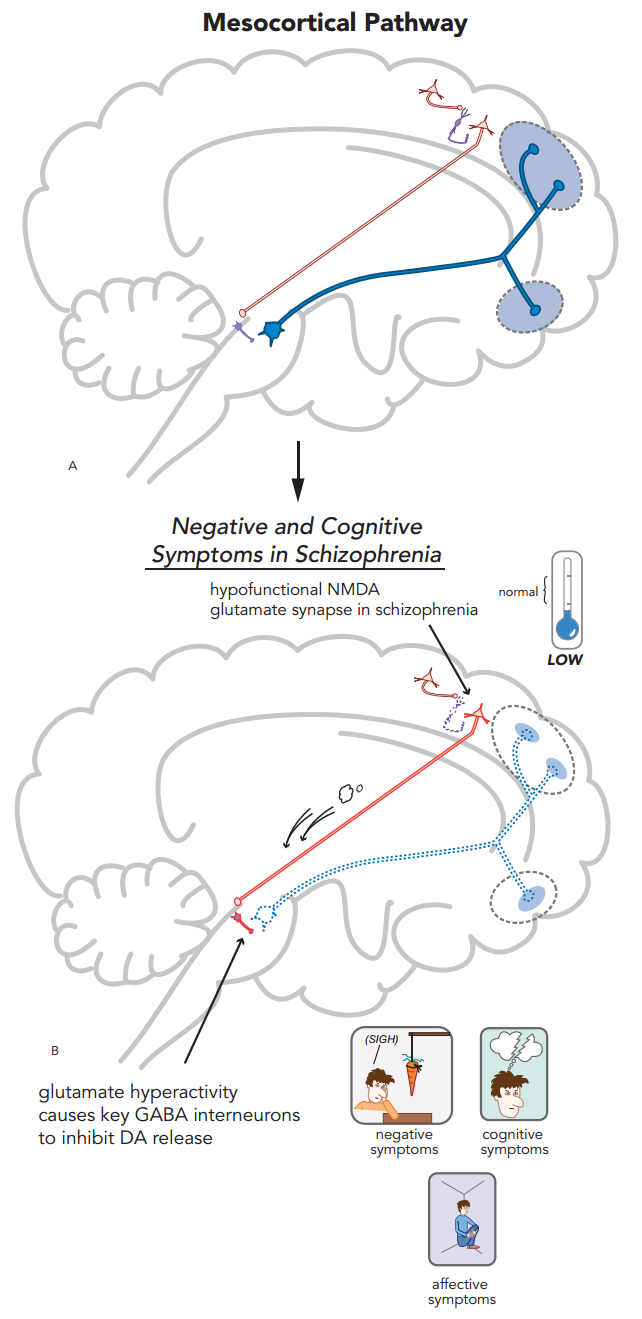 Mesocortical Pathway
A
Negative and Cognitive
Symptoms in Schizophrenia
hypofunctional NMDA
glutamate synapse in schizophrenia
normal
LOW
B
glutamate hyperactivity
causes key GABA interneurons
to inhibit DA release
(SIGH)
negative
symptoms
cognitive
symptoms
affective
symptoms